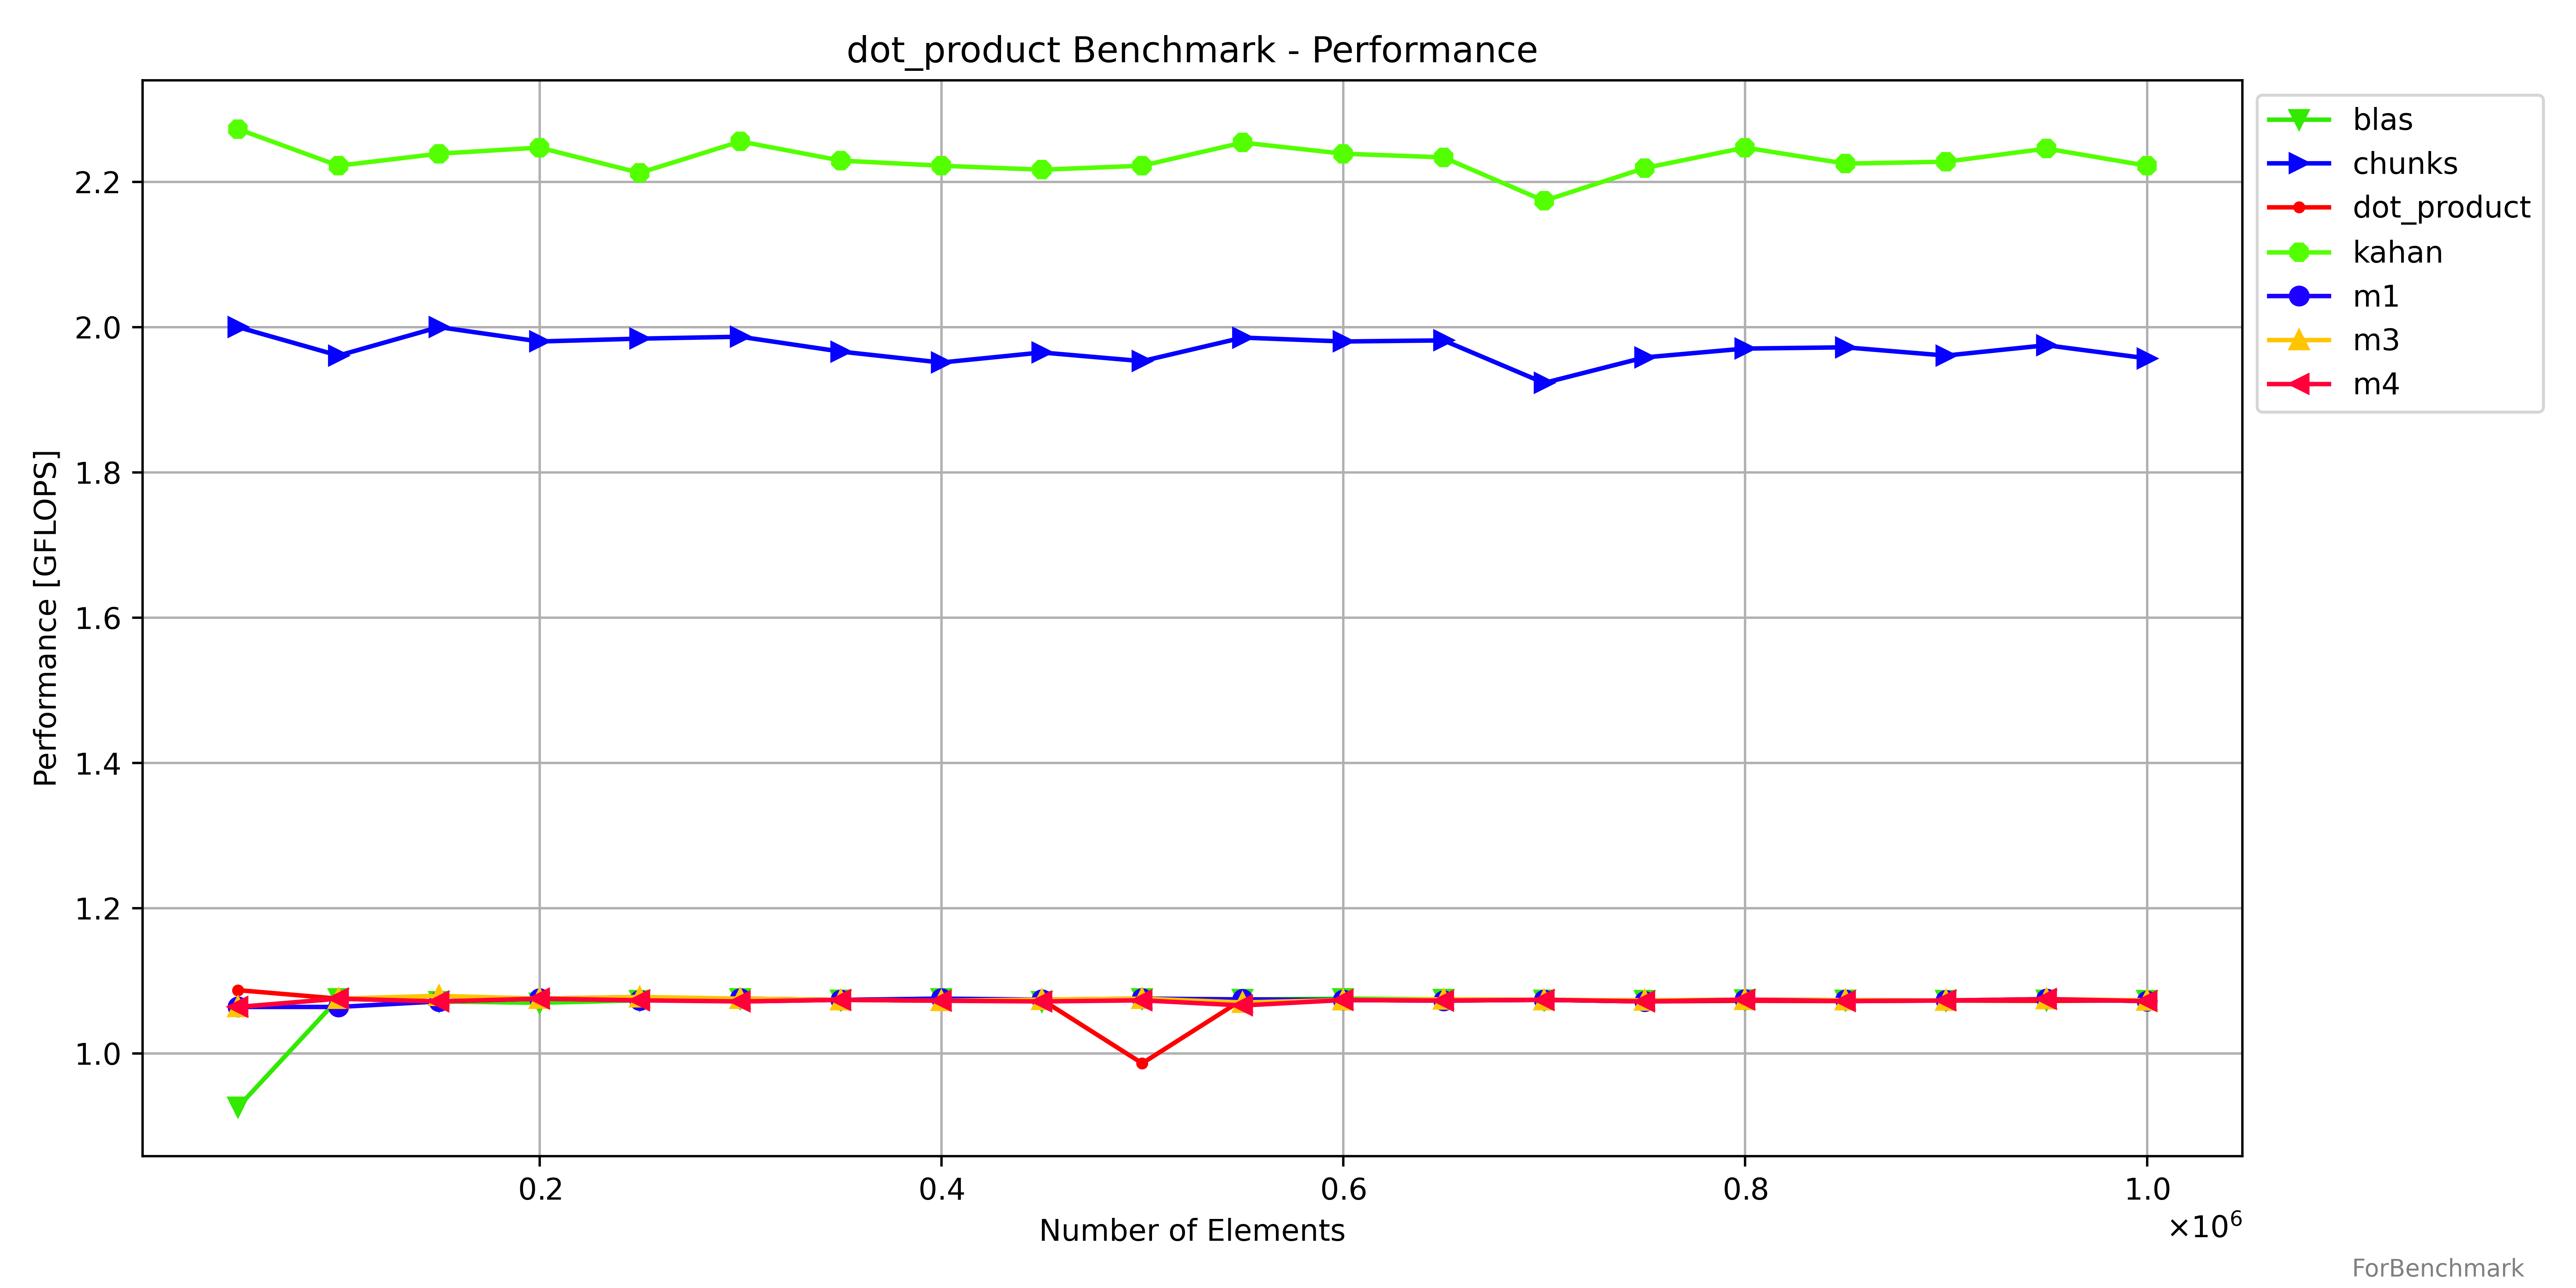 dot_product Benchmark - Performance
blas
chunks
dot_product
kahan
m1
m3
m4
Performance [GFLOPS]
2.2
2.0
1.8
1.6
1.4
1.2
1.0
0.2 0.4 0.6 0.8 1.0
Number of Elements
×10⁶
ForBenchmark